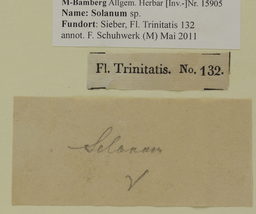 M-Bamberg Allgem. Herbar [Inv.-]Nr. 15905
Name: Solanum sp.
Fundort: Sieber, Fl. Trinitatis 132
annot. F. Schuhwerk (M) Mai 2011
Fl. Trinitatis. No. 132.
Solanum